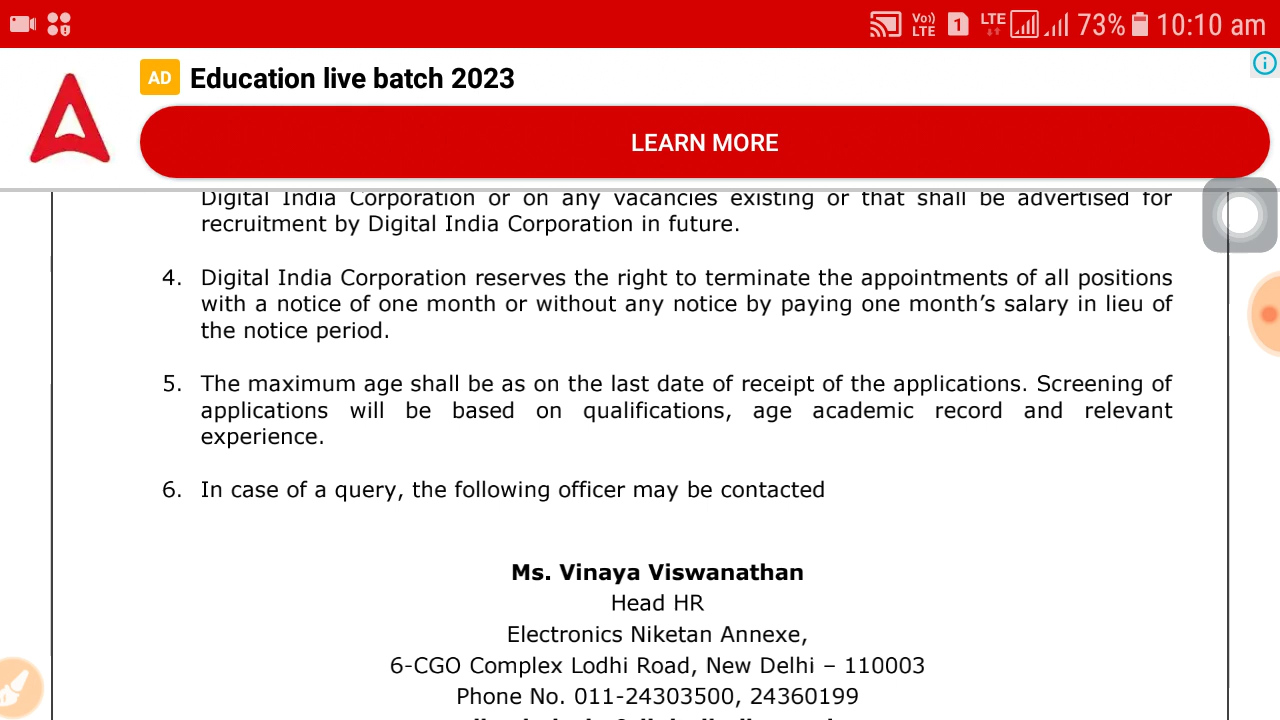 Vo)) LTE 1 LTE 73% 10:10 am
AD Education live batch 2023
LEARN MORE
Digital India Corporation or on any vacancies existing or that shall be advertised for
recruitment by Digital India Corporation in future.
4. Digital India Corporation reserves the right to terminate the appointments of all positions
with a notice of one month or without any notice by paying one month’s salary in lieu of
the notice period.
5. The maximum age shall be as on the last date of receipt of the applications. Screening of
applications will be based on qualifications, age academic record and relevant
experience.
6. In case of a query, the following officer may be contacted
Ms. Vinaya Viswanathan
Head HR
Electronics Niketan Annexe,
6-CGO Complex Lodhi Road, New Delhi – 110003
Phone No. 011-24303500, 24360199